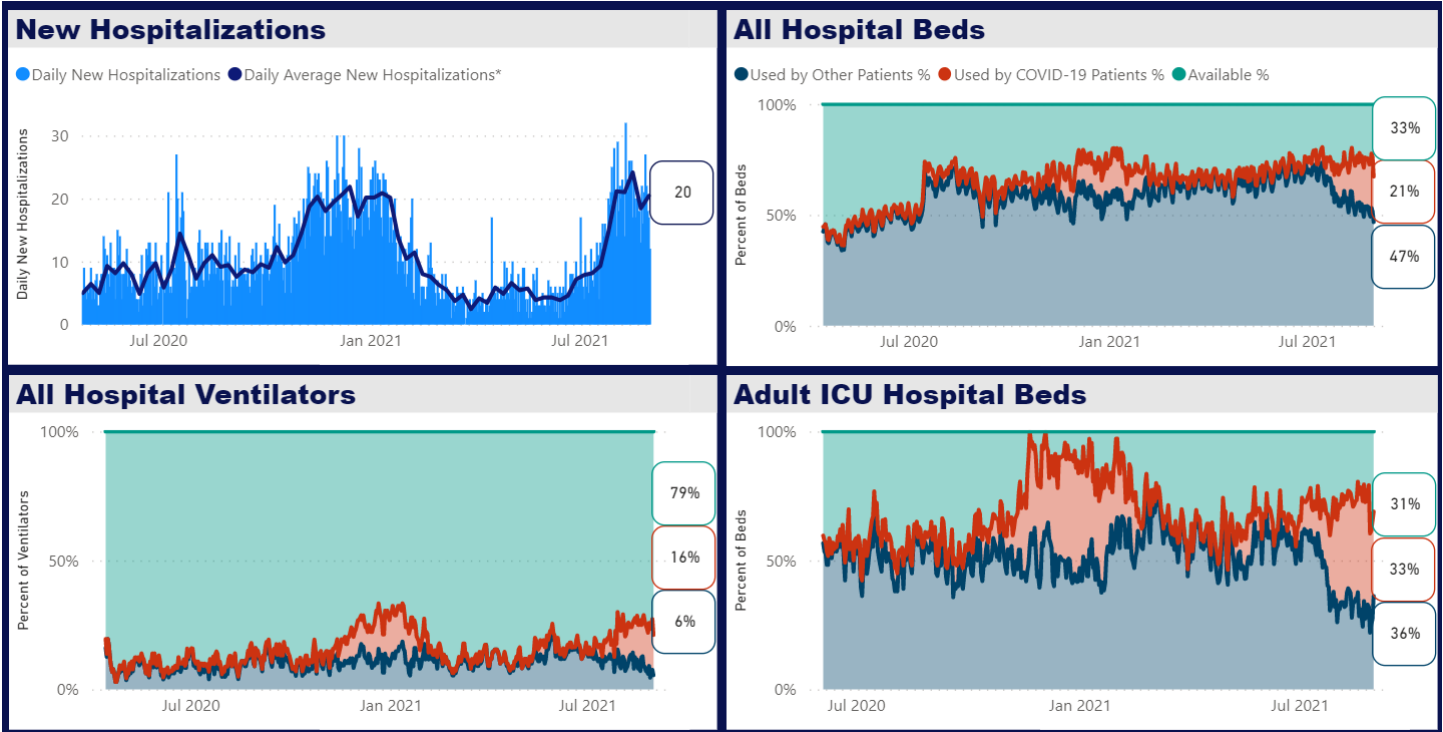 New Hospitalizations
Daily New Hospitalizations Daily Average New Hospitalizations*
Daily New Hospitalizations
30
20
10
0
20
Jul 2020 Jan 2021 Jul 2021
All Hospital Beds
Used by Other Patients % Used by COVID-19 Patients % Available %
Percent of Beds
100%
50%
0%
33%
21%
47%
Jul 2020 Jan 2021 Jul 2021
All Hospital Ventilators
Percent of Ventilators
100%
50%
0%
79%
16%
6%
Jul 2020 Jan 2021 Jul 2021
Adult ICU Hospital Beds
Percent of Beds
100%
50%
0%
31%
33%
36%
Jul 2020 Jan 2021 Jul 2021